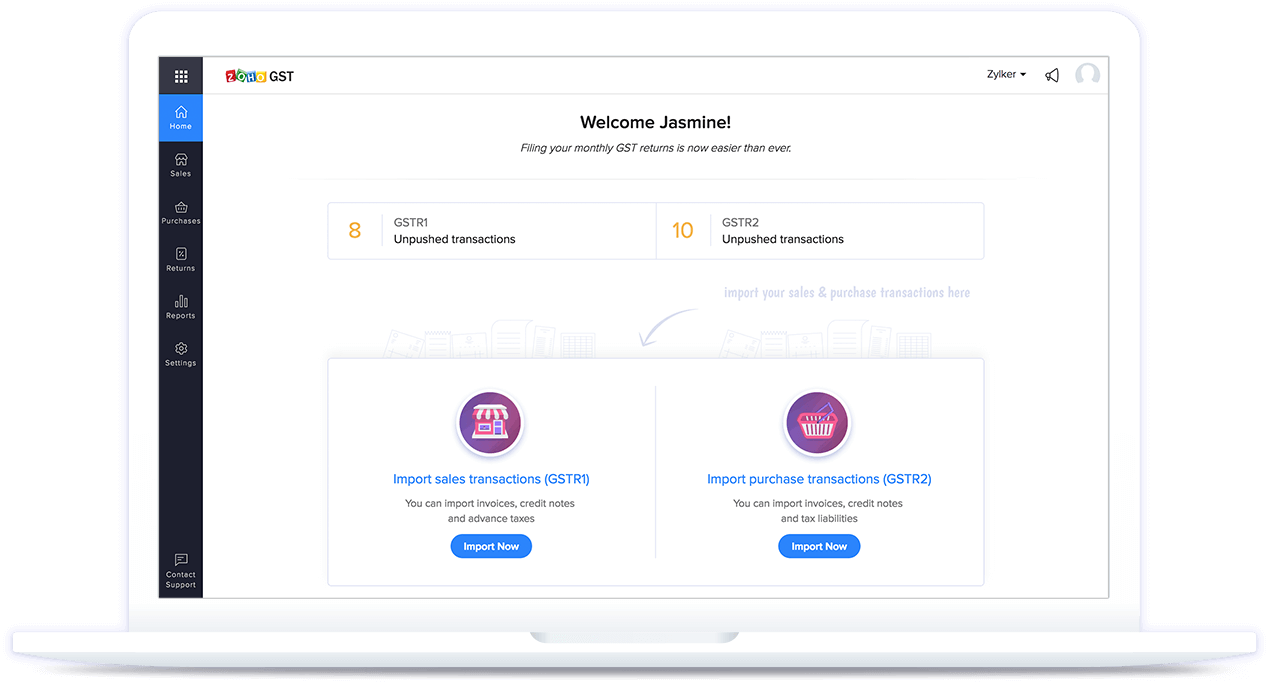 ZOHO GST
Zylker
Home
Sales
Purchases
Returns
Reports
Settings
Contact
Support
Welcome Jasmine!
Filing your monthly GST returns is now easier than ever.
8
GSTR1
Unpushed transactions
10
GSTR2
Unpushed transactions
import your sales & purchase transactions here
Import sales transactions (GSTR1)
You can import invoices, credit notes
and advance taxes
Import Now
Import purchase transactions (GSTR2)
You can import invoices, credit notes
and tax liabilities
Import Now